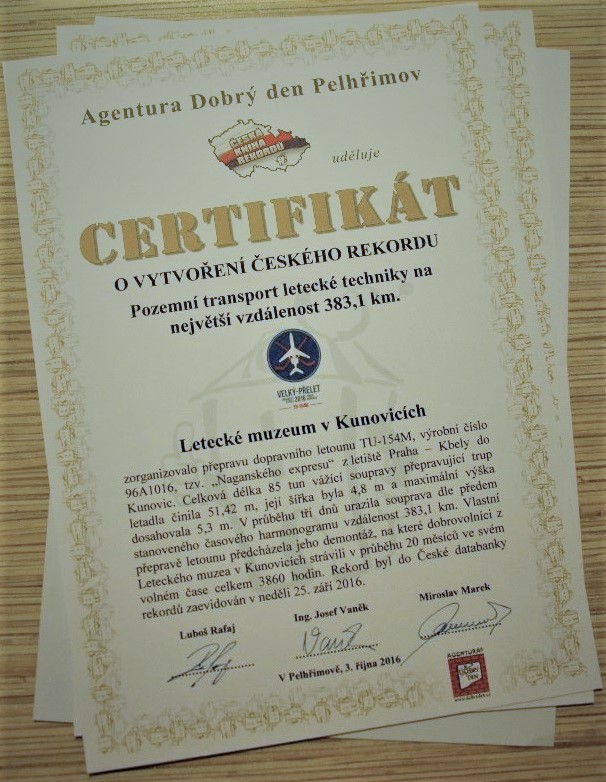 Agentura Dobrý den Pelhřimov
ČESKÁ
KNIHA
REKORDŮ
uděluje
CERTIFIKÁT
O VYTVOŘENÍ ČESKÉHO REKORDU
Pozemní transport letecké techniky na
největší vzdálenost 383,1 km.
VELKÝ-PŘELET
2016
Letecké muzeum v Kunovicích
zorganizovalo přepravu dopravního letounu TU-154M, výrobní číslo
96A1016, tzv. „Naganského expresu“ z letiště Praha – Kbely do
Kunovic. Celková délka 85 tun vážící soupravy přepravující trup
letadla činila 51,42 m, její šířka byla 4,8 m a maximální výška
dosahovala 5,3 m. V průběhu tří dnů urazila souprava dle předem
stanoveného časového harmonogramu vzdálenost 383,1 km. Vlastní
přepravě letounu předcházela jeho demontáž, na které dobrovolníci z
Leteckého muzea v Kunovicích strávili v průběhu 20 měsíců ve svém
volném čase celkem 3860 hodin. Rekord byl do České databanky
rekordů zaevidován v neděli 25. září 2016.
Luboš Rafaj
Ing. Josef Vaněk
Miroslav Marek
V Pelhřimově, 3. října 2016
AGENTURA
Dobrý
Den